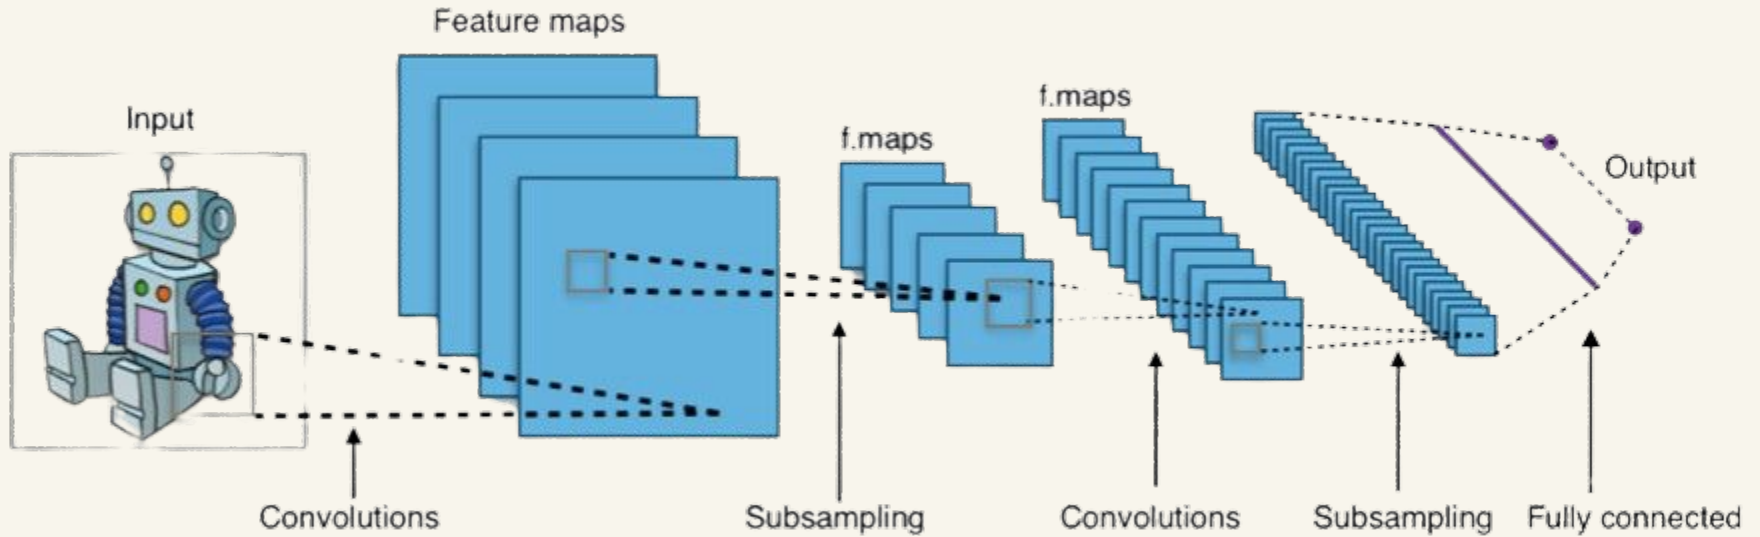 Feature maps
Input
f.maps
f.maps
Output
Convolutions
Subsampling
Convolutions
Subsampling
Fully connected